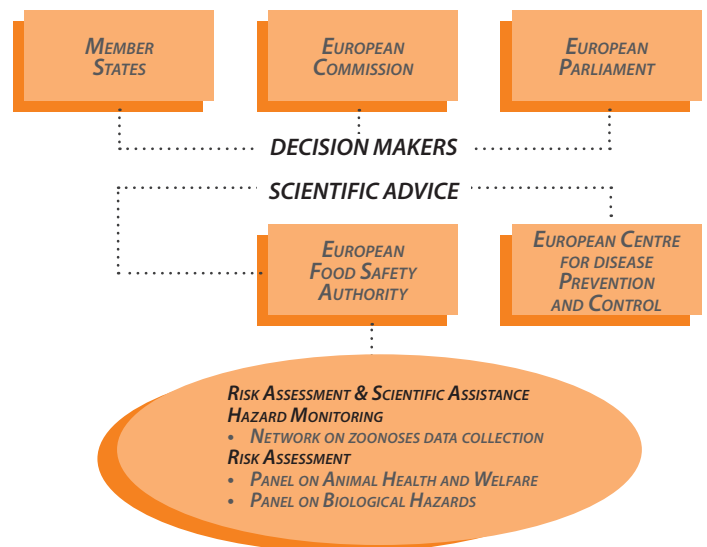 MEMBER
STATES
EUROPEAN
COMMISSION
EUROPEAN
PARLIAMENT
DECISION MAKERS
SCIENTIFIC ADVICE
EUROPEAN
FOOD SAFETY
AUTHORITY
EUROPEAN CENTRE
FOR DISEASE
PREVENTION
AND CONTROL
RISK ASSESSMENT & SCIENTIFIC ASSISTANCE
HAZARD MONITORING
• NETWORK ON ZOONOSES DATA COLLECTION
RISK ASSESSMENT
• PANEL ON ANIMAL HEALTH AND WELFARE
• PANEL ON BIOLOGICAL HAZARDS